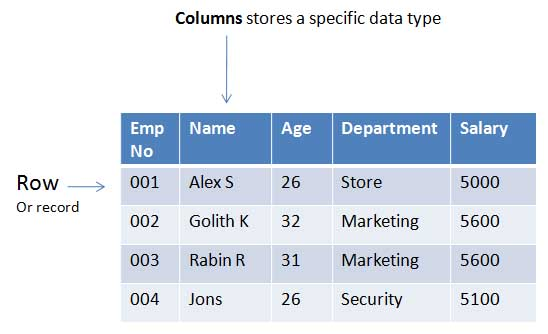 Columns stores a specific data type
Emp No Name Age Department Salary
Row
Or record
001 Alex S 26 Store 5000
002 Golith K 32 Marketing 5600
003 Rabin R 31 Marketing 5600
004 Jons 26 Security 5100